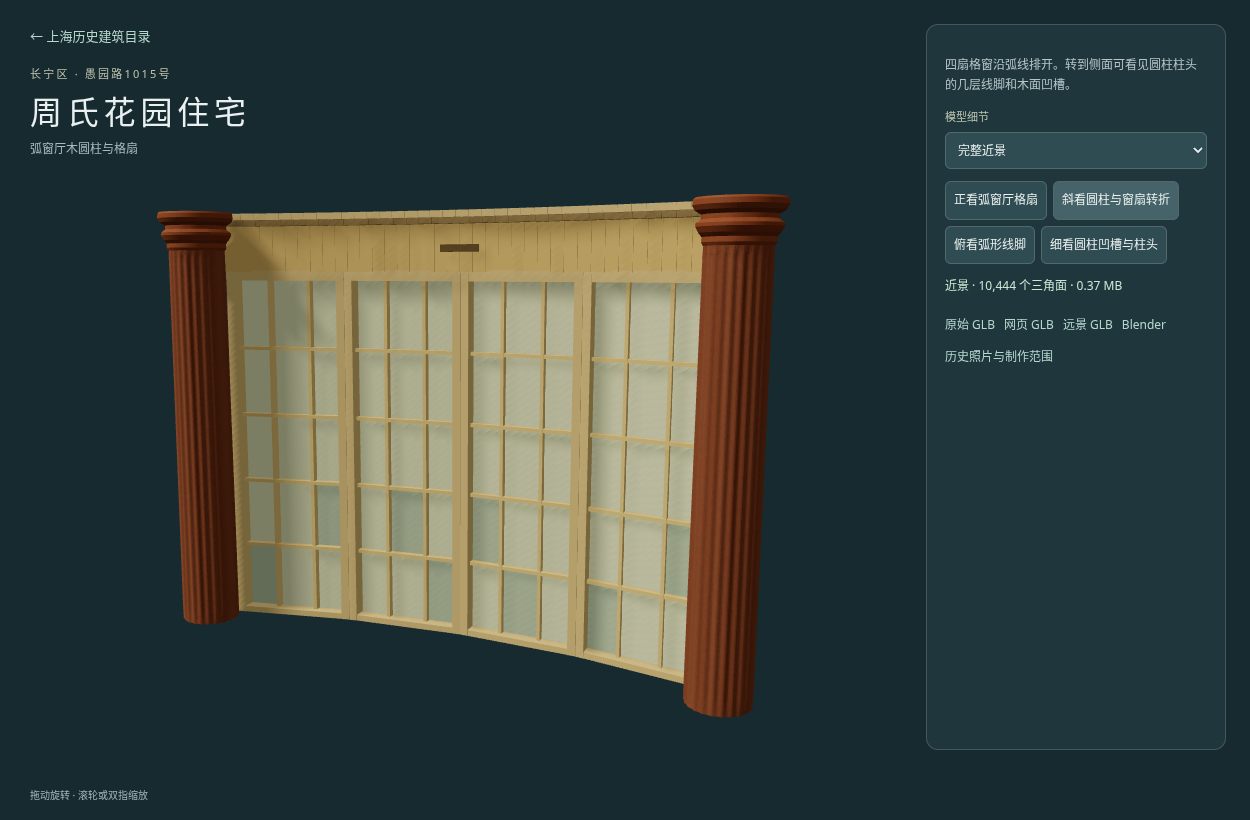 ← 上海历史建筑目录
长宁区 · 愚园路1015号
周氏花园住宅
弧窗厅木圆柱与格扇
四扇格窗沿弧线排开。转到侧面可看见圆柱柱头
的几层线脚和木面凹槽。
模型细节
完整近景
正看弧窗厅格扇 斜看圆柱与窗扇转折
俯看弧形线脚 细看圆柱凹槽与柱头
近景 · 10,444 个三角面 · 0.37 MB
原始 GLB 网页 GLB 远景 GLB Blender
历史照片与制作范围
拖动旋转 · 滚轮或双指缩放